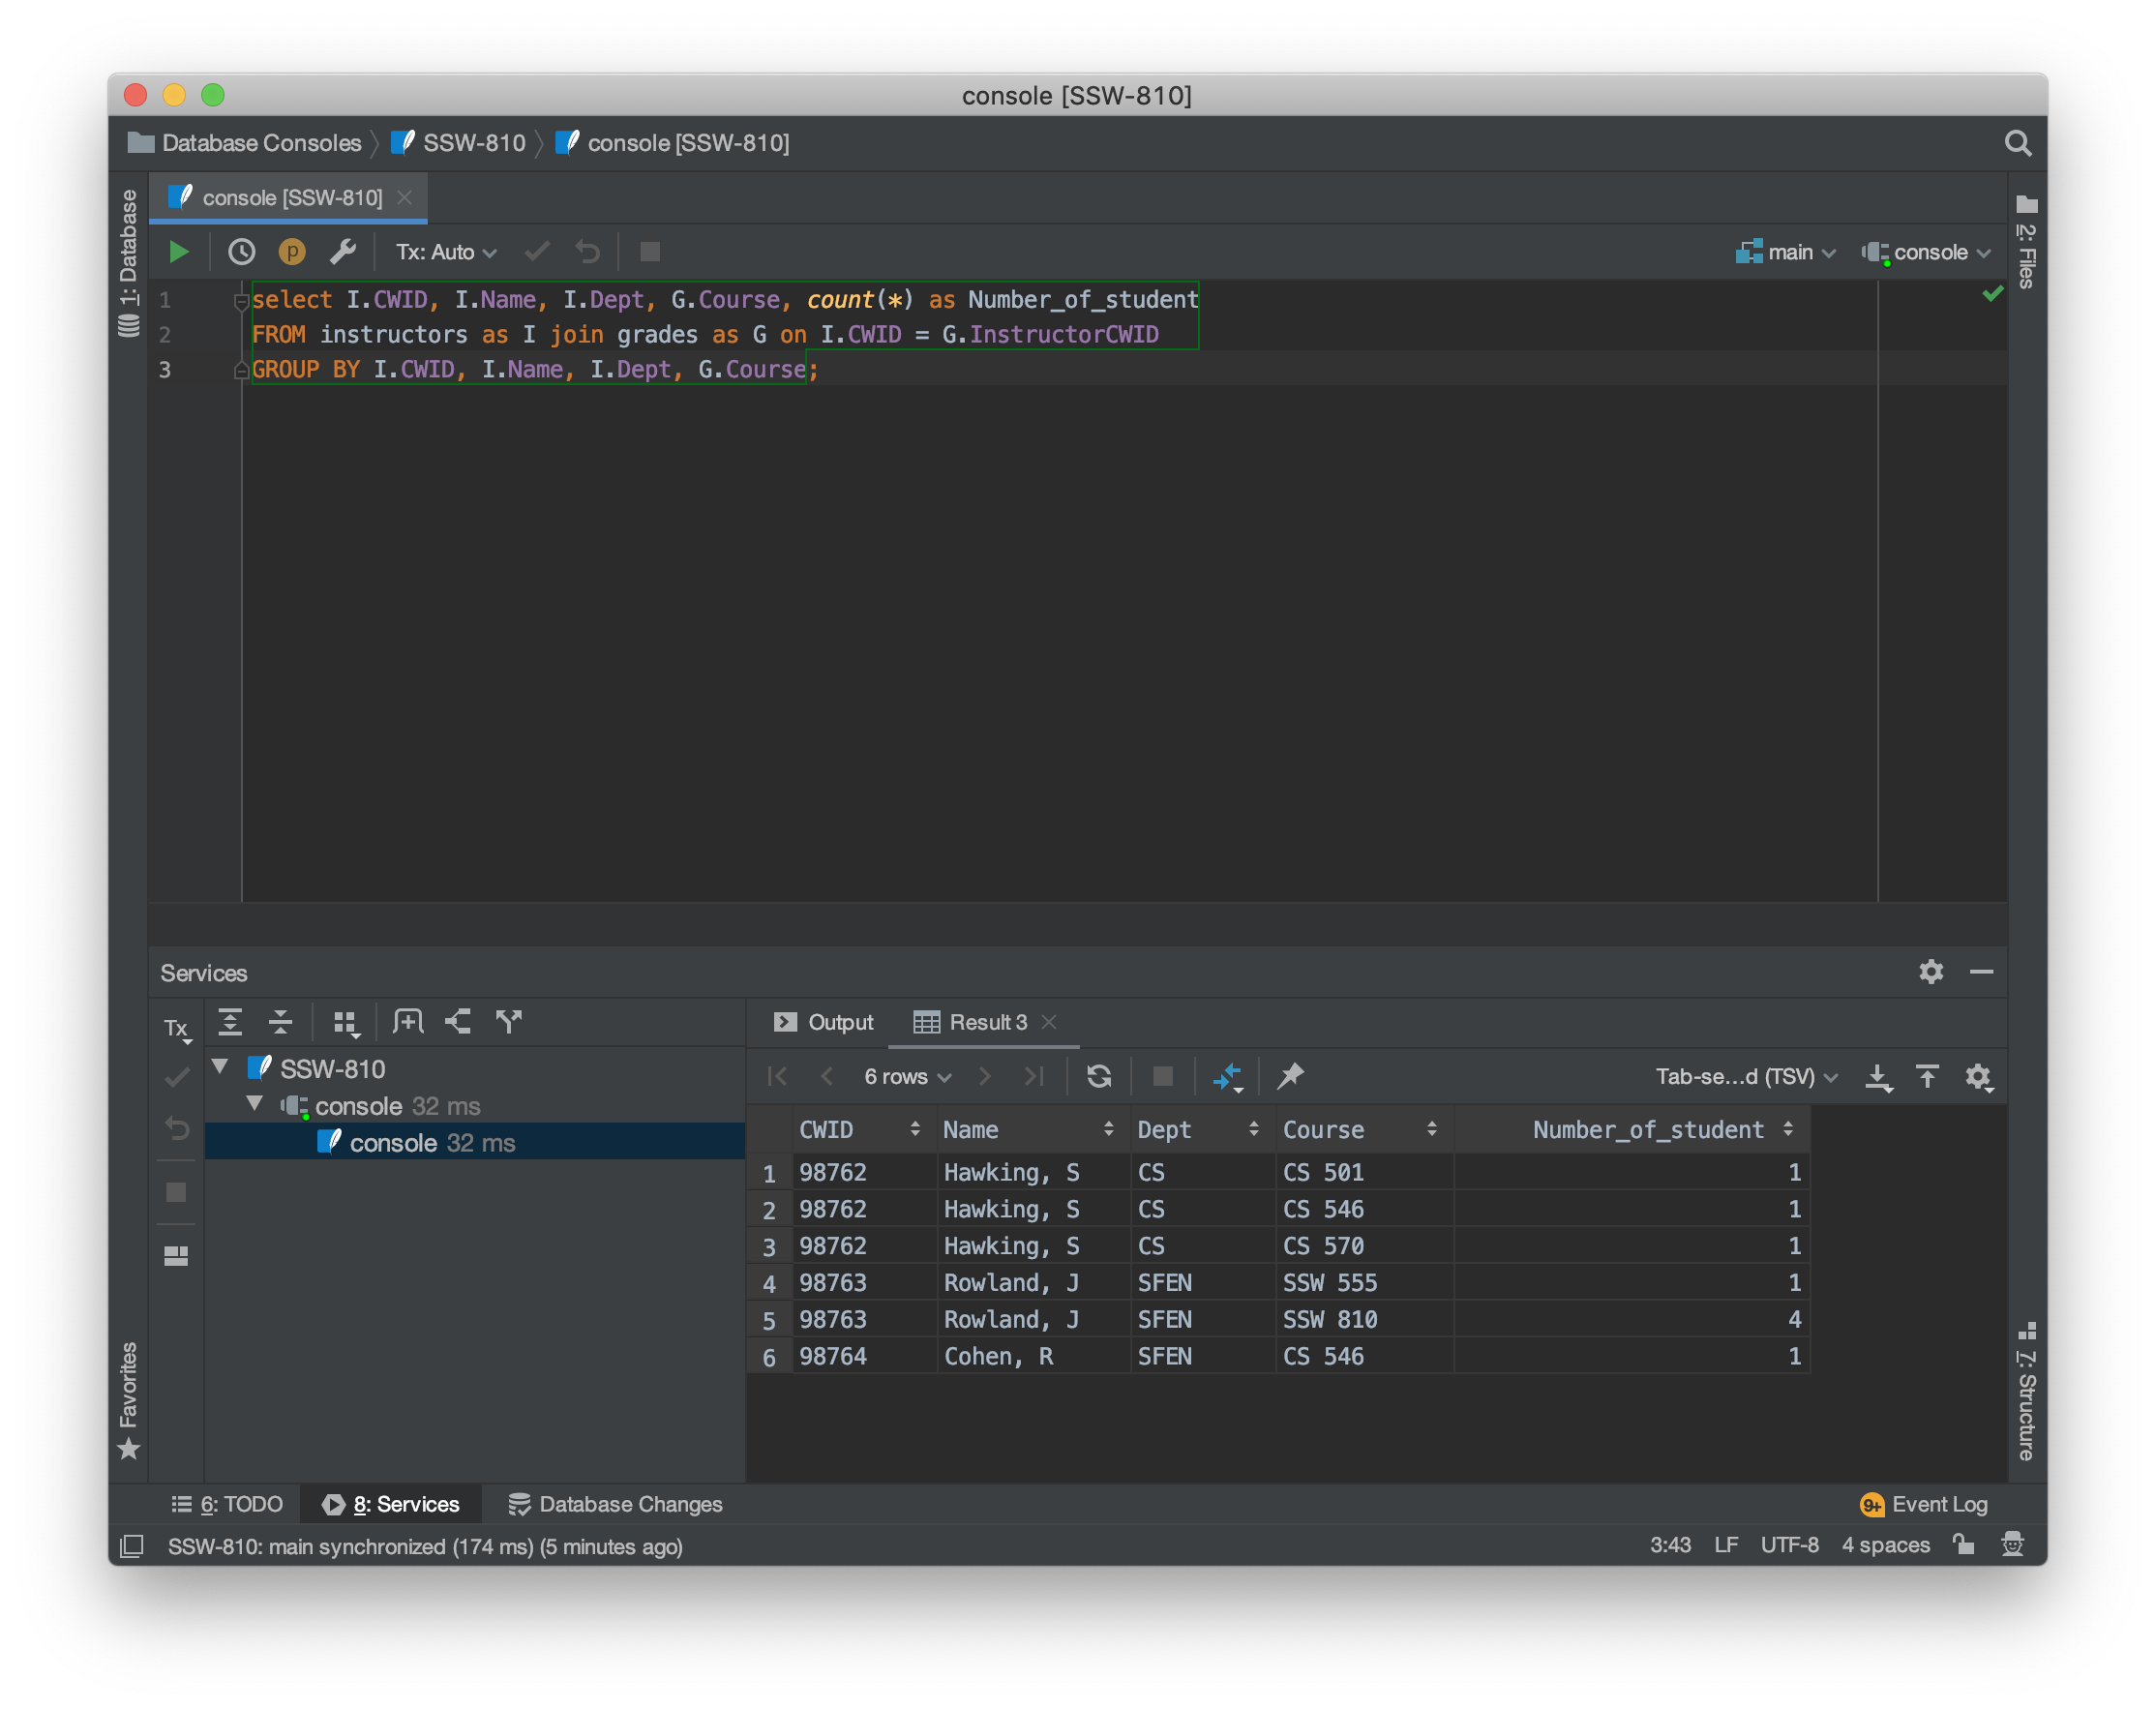 console [SSW-810]
Database Consoles SSW-810 console [SSW-810]
1: Database
console [SSW-810]
2: Files
p Tx: Auto main console
1 select I.CWID, I.Name, I.Dept, G.Course, count(*) as Number_of_student
2 FROM instructors as I join grades as G on I.CWID = G.InstructorCWID
3 GROUP BY I.CWID, I.Name, I.Dept, G.Course;
Services
Tx
SSW-810
console 32 ms
console 32 ms
Output Result 3
6 rows Tab-se...d (TSV)
CWID Name Dept Course Number_of_student
1 98762 Hawking, S CS CS 501 1
2 98762 Hawking, S CS CS 546 1
3 98762 Hawking, S CS CS 570 1
4 98763 Rowland, J SFEN SSW 555 1
5 98763 Rowland, J SFEN SSW 810 4
6 98764 Cohen, R SFEN CS 546 1
Favorites
7: Structure
6: TODO 8: Services Database Changes 9+ Event Log
SSW-810: main synchronized (174 ms) (5 minutes ago) 3:43 LF UTF-8 4 spaces